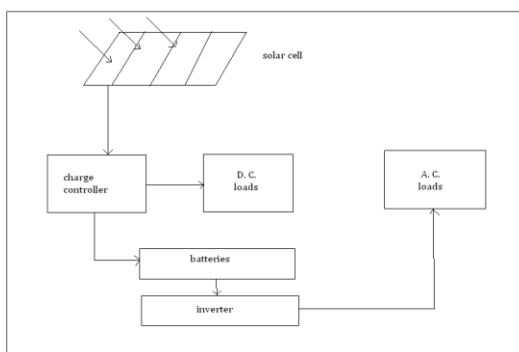 solar cell
charge
controller
D. C.
loads
A. C.
loads
batteries
inverter